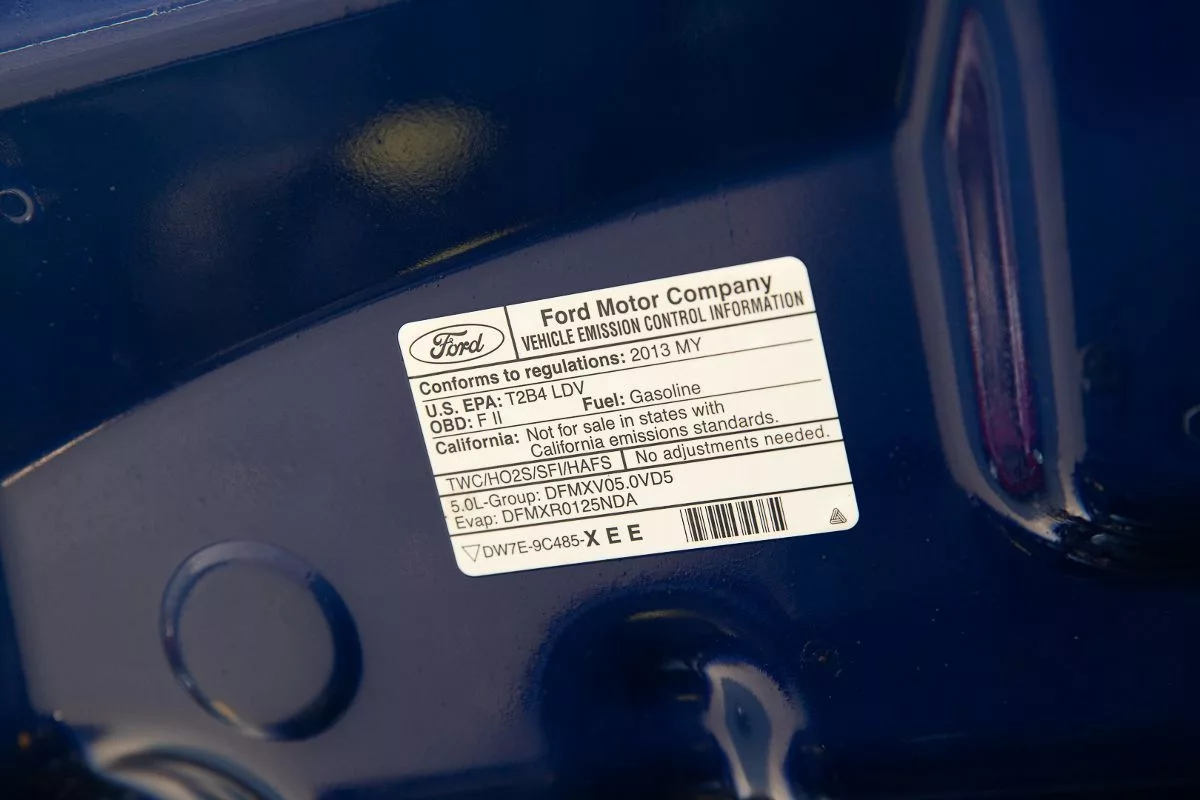 Ford
Ford Motor Company
VEHICLE EMISSION CONTROL INFORMATION
Conforms to regulations: 2013 MY
U.S. EPA: T2B4 LDV
OBD: F II
Fuel: Gasoline
California: Not for sale in states with
California emissions standards.
TWC/HO2S/SFI/HAFS
No adjustments needed.
5.0L-Group: DFMXV05.0VD5
Evap: DFMXR0125NDA
DW7E-9C485-XEE